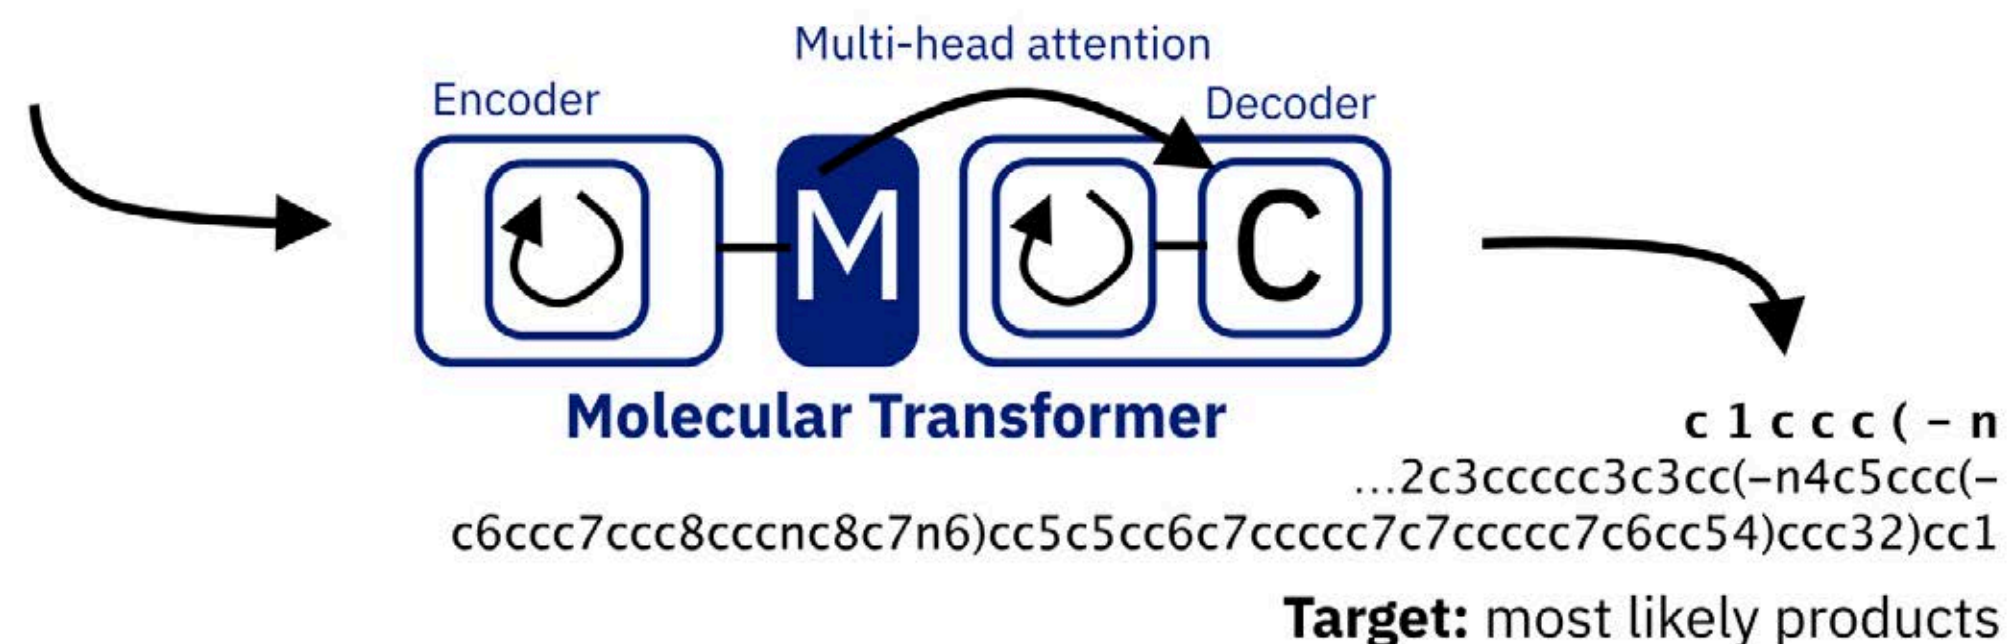 Multi-head attention
Encoder
Decoder
M
C
Molecular Transformer
c 1 c c c ( - n
...2c3ccccc3c3cc(-n4c5ccc(-
c6ccc7ccc8cccnc8c7n6)cc5c5cc6c7ccccc7c7ccccc7c6cc54)ccc32)cc1
Target: most likely products